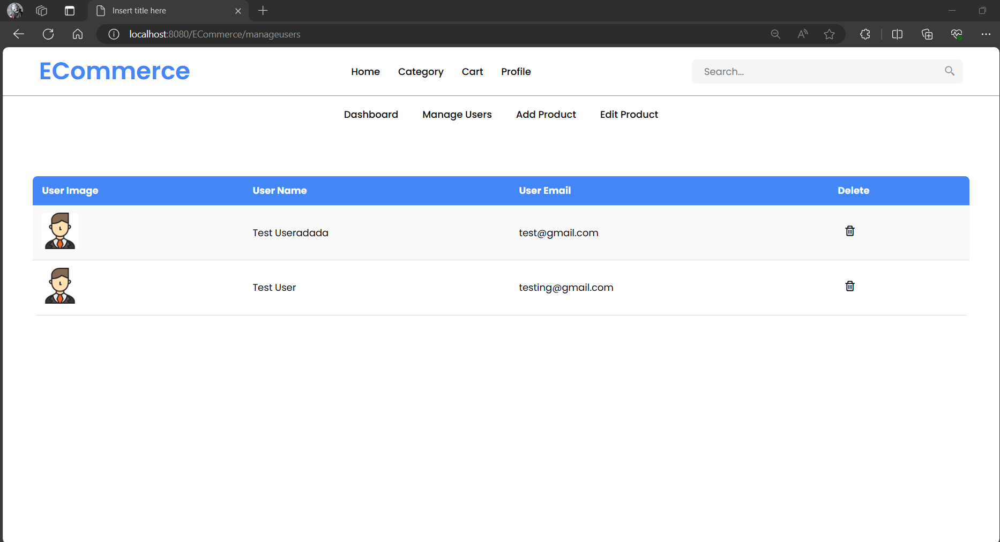 Insert title here
localhost:8080/ECommerce/manageusers
ECommerce Home Category Cart Profile Search...
Dashboard Manage Users Add Product Edit Product
User Image User Name User Email Delete
Test Useradada test@gmail.com
Test User testing@gmail.com